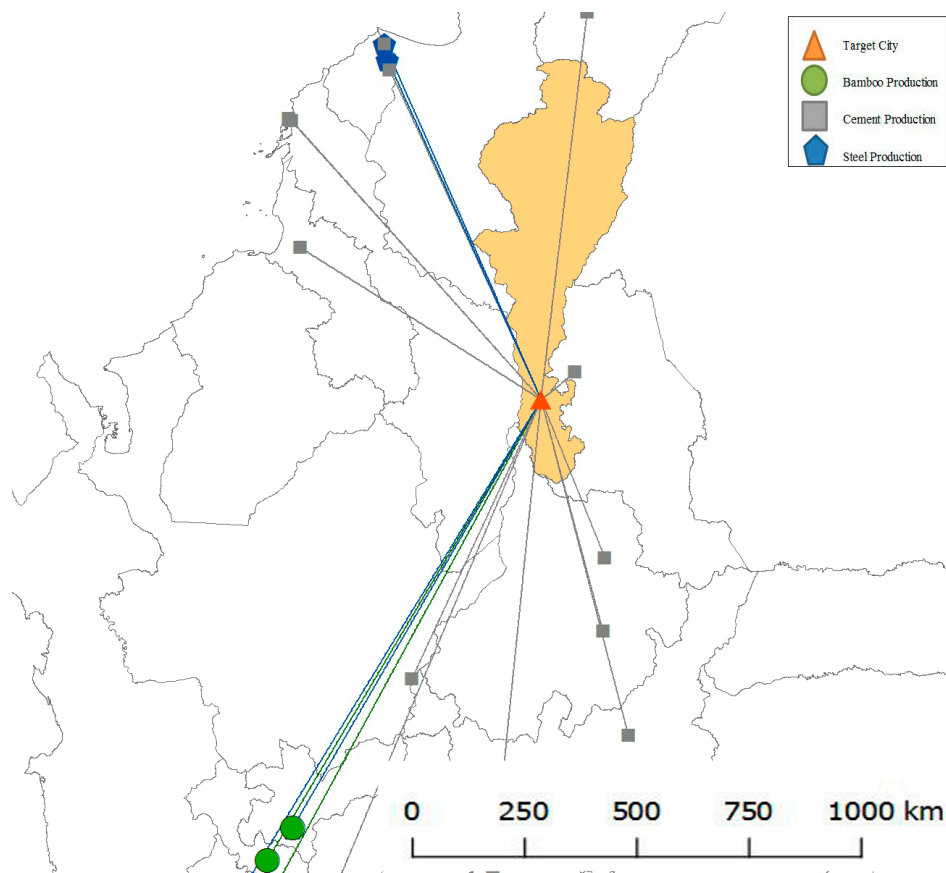 Target City
Bamboo Production
Cement Production
Steel Production
0 250 500 750 1000 km